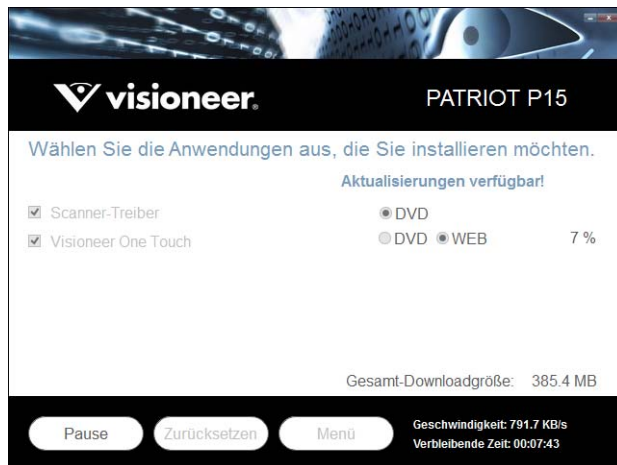 visioneer®
PATRIOT P15
Wählen Sie die Anwendungen aus, die Sie installieren möchten.
Aktualisierungen verfügbar!
Scanner-Treiber DVD
Visioneer One Touch DVD WEB 7 %
Gesamt-Downloadgröße: 385.4 MB
Pause Zurücksetzen Menü
Geschwindigkeit: 791.7 KB/s
Verbleibende Zeit: 00:07:43